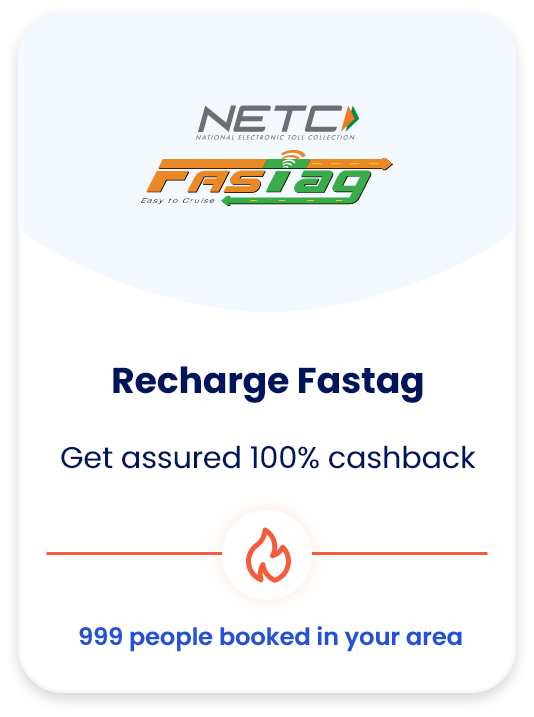 NETC
NATIONAL ELECTRONIC TOLL COLLECTION
FASTag
Easy to Cruise
Recharge Fastag
Get assured 100% cashback
999 people booked in your area